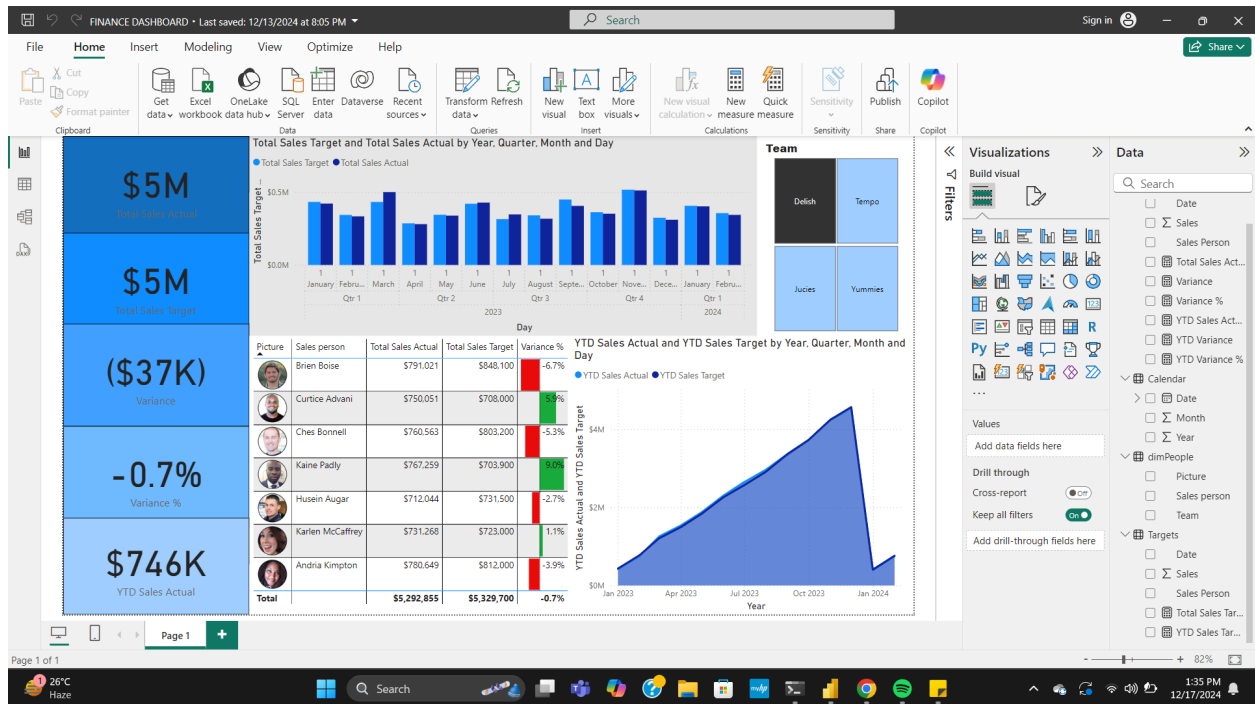 FINANCE DASHBOARD • Last saved: 12/13/2024 at 8:05 PM
Search
Sign in
File Home Insert Modeling View Optimize Help
Share
Paste
Cut
Copy
Format painter
Get data
Excel workbook
OneLake data hub
SQL Server
Enter data
Dataverse
Recent sources
Transform data
Refresh
New visual
Text box
More visuals
New visual calculation
New measure
Quick measure
Sensitivity
Publish
Copilot
Clipboard Data Queries Insert Calculations Sensitivity Share Copilot
$5M
Total Sales Actual
$5M
Total Sales Target
($37K)
Variance
-0.7%
Variance %
$746K
YTD Sales Actual
Total Sales Target and Total Sales Actual by Year, Quarter, Month and Day
Total Sales Target Total Sales Actual
Total Sales Target ...
$0.5M
$0.0M
1 1 1 1 1 1 1 1 1 1 1 1 1 1
January Febru... March April May June July August Septe... October Nove... Dece... January Febru...
Qtr 1 Qtr 2 Qtr 3 Qtr 4 Qtr 1
2023 2024
Day
Team
Delish Tempo
Jucies Yummies
Picture Sales person Total Sales Actual Total Sales Target Variance %
Brien Boise $791,021 $848,100 -6.7%
Curtice Advani $750,051 $708,000 5.9%
Ches Bonnell $760,563 $803,200 -5.3%
Kaine Padly $767,259 $703,900 9.0%
Husein Augar $712,044 $731,500 -2.7%
Karlen McCaffrey $731,268 $723,000 1.1%
Andria Kimpton $780,649 $812,000 -3.9%
Total $5,292,855 $5,329,700 -0.7%
YTD Sales Actual and YTD Sales Target by Year, Quarter, Month and
Day
YTD Sales Actual YTD Sales Target
YTD Sales Actual and YTD Sales Target
$4M
$2M
$0M
Jan 2023 Apr 2023 Jul 2023 Oct 2023 Jan 2024
Year
Filters
Visualizations
Build visual
123
R
Py
...
Values
Add data fields here
Drill through
Cross-report Off
Keep all filters On
Add drill-through fields here
Data
Search
Date
Sales
Sales Person
Total Sales Act...
Variance
Variance %
YTD Sales Act...
YTD Variance
YTD Variance %
Calendar
Date
Month
Year
dimPeople
Picture
Sales person
Team
Targets
Date
Sales
Sales Person
Total Sales Tar...
YTD Sales Tar...
Page 1
Page 1 of 1
- + 82%
1
26°C
Haze
Search
1:35 PM
12/17/2024